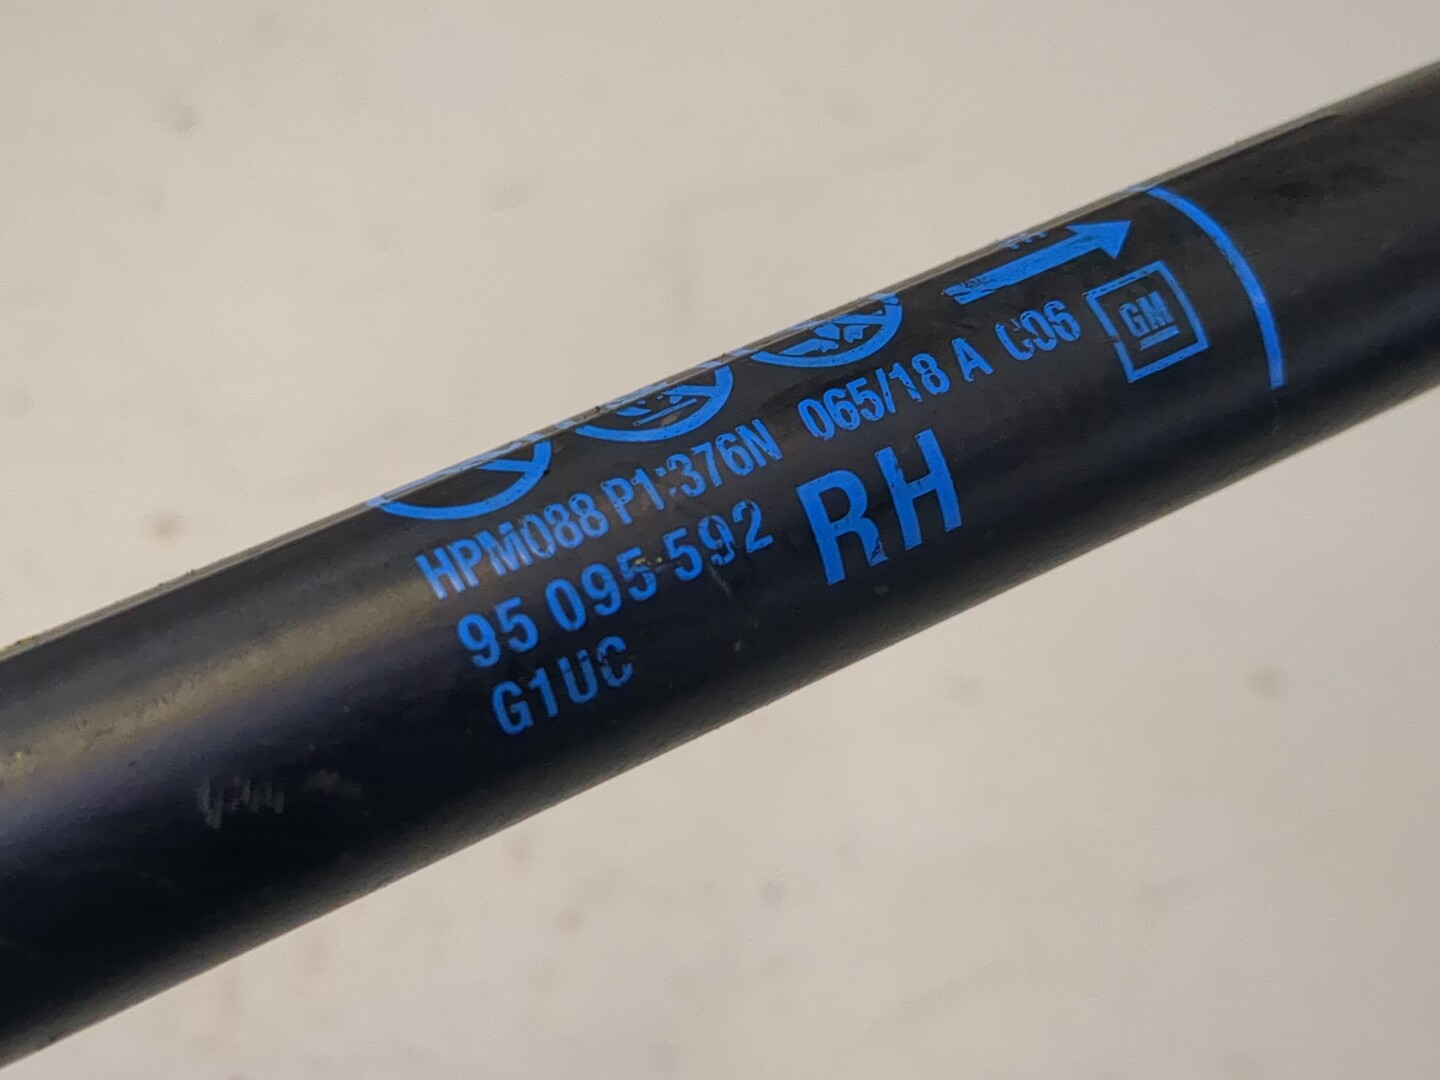 HPM088 P1:376N 065/18 A C06 GM
95 095 592 RH
G1UC